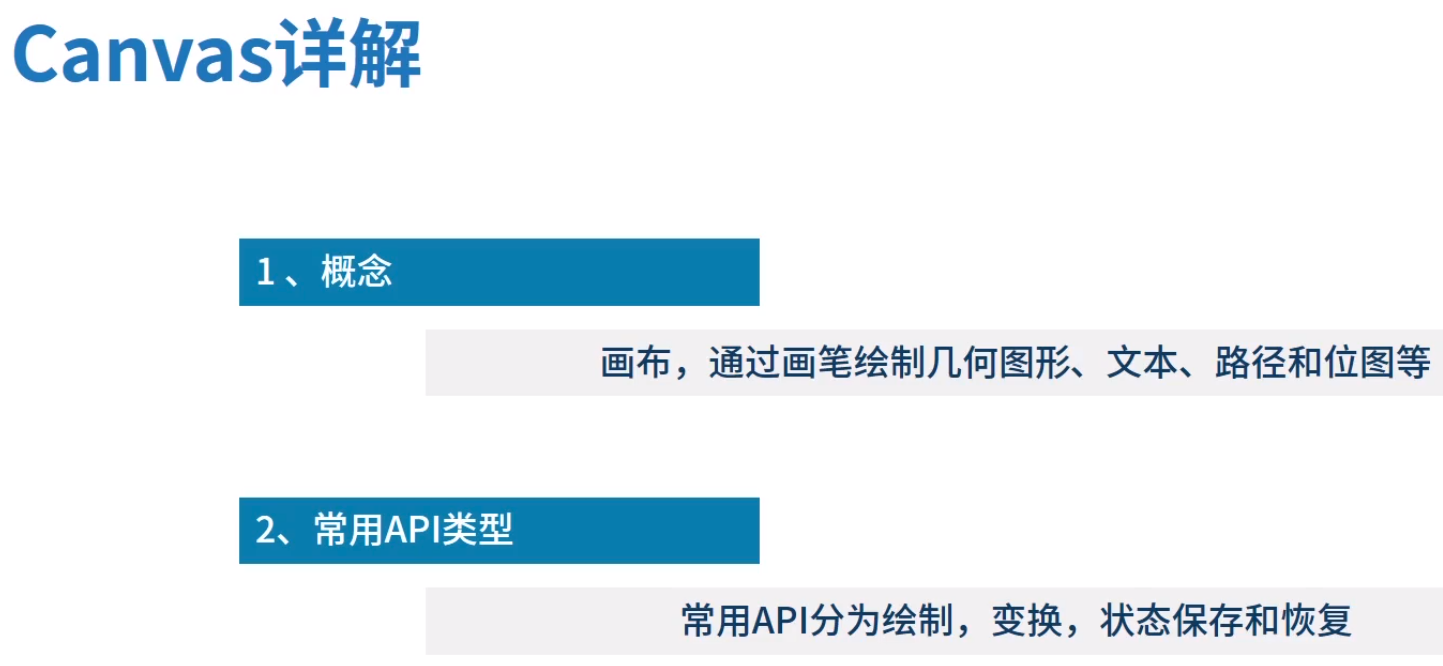 Canvas详解
1 、概念
画布，通过画笔绘制几何图形、文本、路径和位图等
2、常用API类型
常用API分为绘制，变换，状态保存和恢复